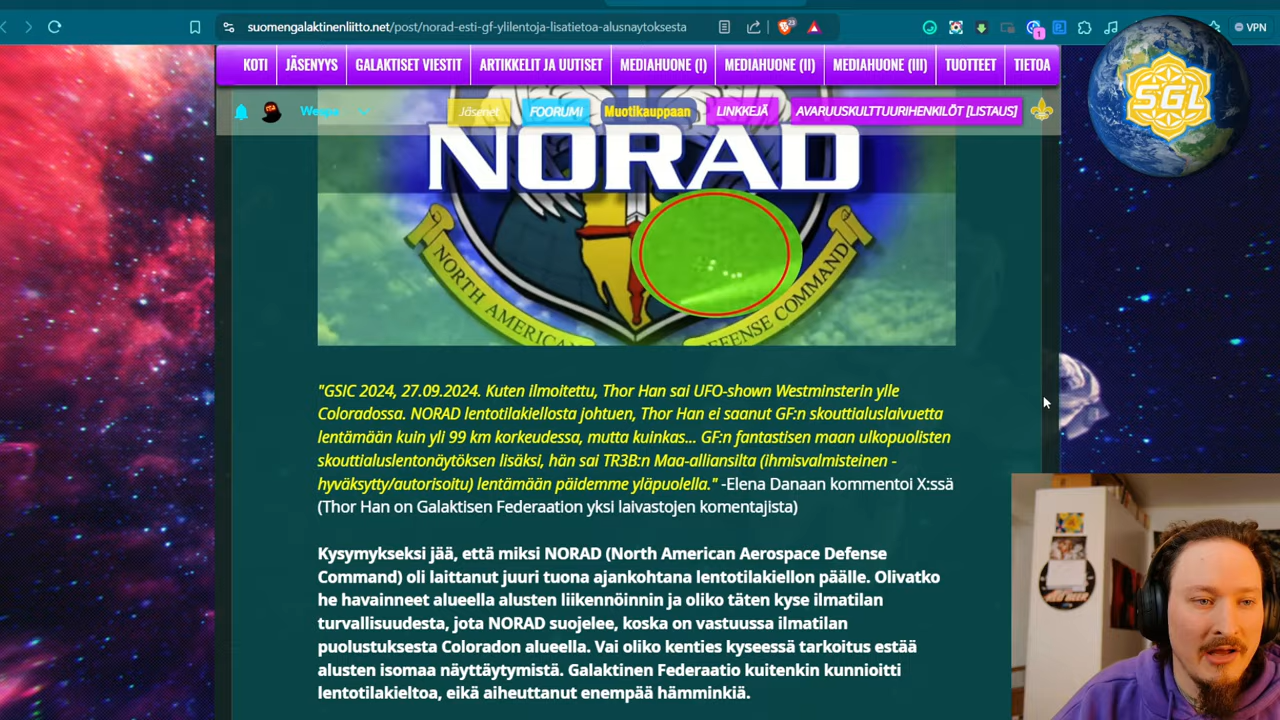 suomengalaktinenliitto.net/post/norad-esti-gf-ylilentoja-lisatietoa-alusnaytoksesta
23
1
VPN
KOTI
JÄSENYYS
GALAKTISET VIESTIT
ARTIKKELIT JA UUTISET
MEDIAHUONE (I)
MEDIAHUONE (II)
MEDIAHUONE (III)
TUOTTEET
TIETOA
Jäsenet
FOORUMI
Muotikauppaan
LINKKEJÄ
AVARUUSKULTTUURIHENKILÖT [LISTAUS]
SGL
NORAD
NORTH AMERICAN
DEFENSE COMMAND
"GSIC 2024, 27.09.2024. Kuten ilmoitettu, Thor Han sai UFO-shown Westminsterin ylle
Coloradossa. NORAD lentotilakiellosta johtuen, Thor Han ei saanut GF:n skouttialuslaivuetta
lentämään kuin yli 99 km korkeudessa, mutta kuinkas... GF:n fantastisen maan ulkopuolisten
skouttialuslentonäytöksen lisäksi, hän sai TR3B:n Maa-alliansilta (ihmisvalmisteinen -
hyväksytty/autorisoitu) lentämään päidemme yläpuolella." -Elena Danaan kommentoi X:ssä
(Thor Han on Galaktisen Federaation yksi laivastojen komentajista)
Kysymykseksi jää, että miksi NORAD (North American Aerospace Defense
Command) oli laittanut juuri tuona ajankohtana lentotilakiellon päälle. Olivatko
he havainneet alueella alusten liikennöinnin ja oliko täten kyse ilmatilan
turvallisuudesta, jota NORAD suojelee, koska on vastuussa ilmatilan
puolustuksesta Coloradon alueella. Vai oliko kenties kyseessä tarkoitus estää
alusten isomaa näyttäytymistä. Galaktinen Federaatio kuitenkin kunnioitti
lentotilakieltoa, eikä aiheuttanut enempää hämminkiä.